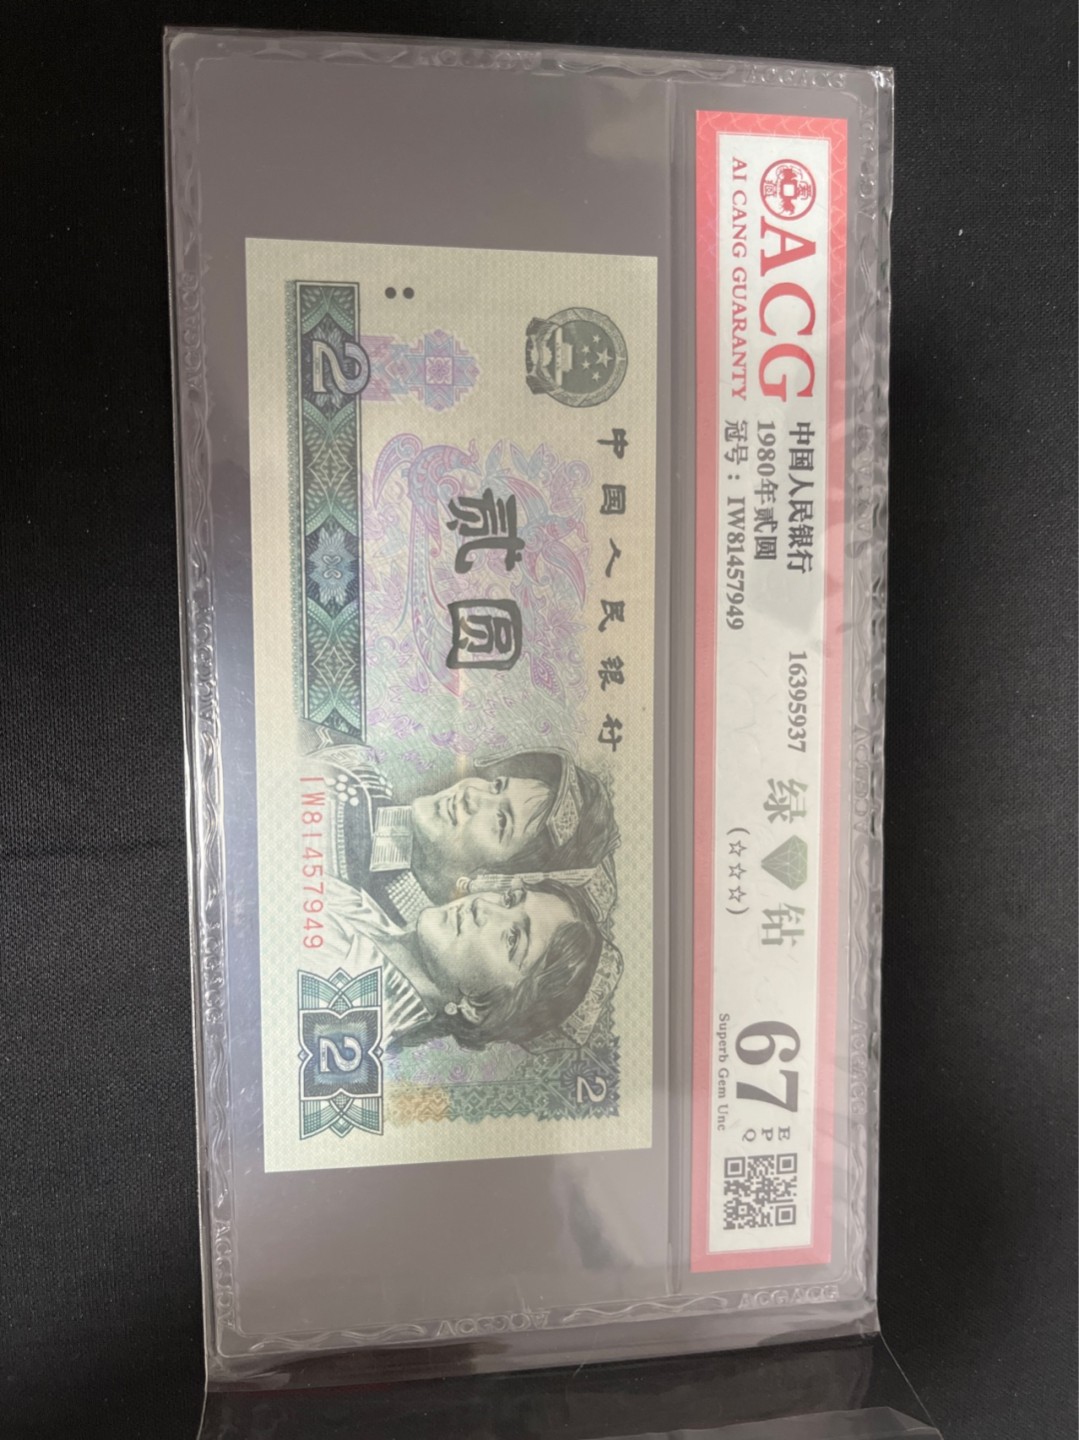 ACG
AI CANG GUARANTY
中国人民银行
1980年贰圆
冠号：IW81457949
16395937
绿 钻
(☆☆☆)
67
EPQ
Superb Gem Unc
中国人民银行
贰圆
2
IW81457949
2
2
ACGACG
ACGACG